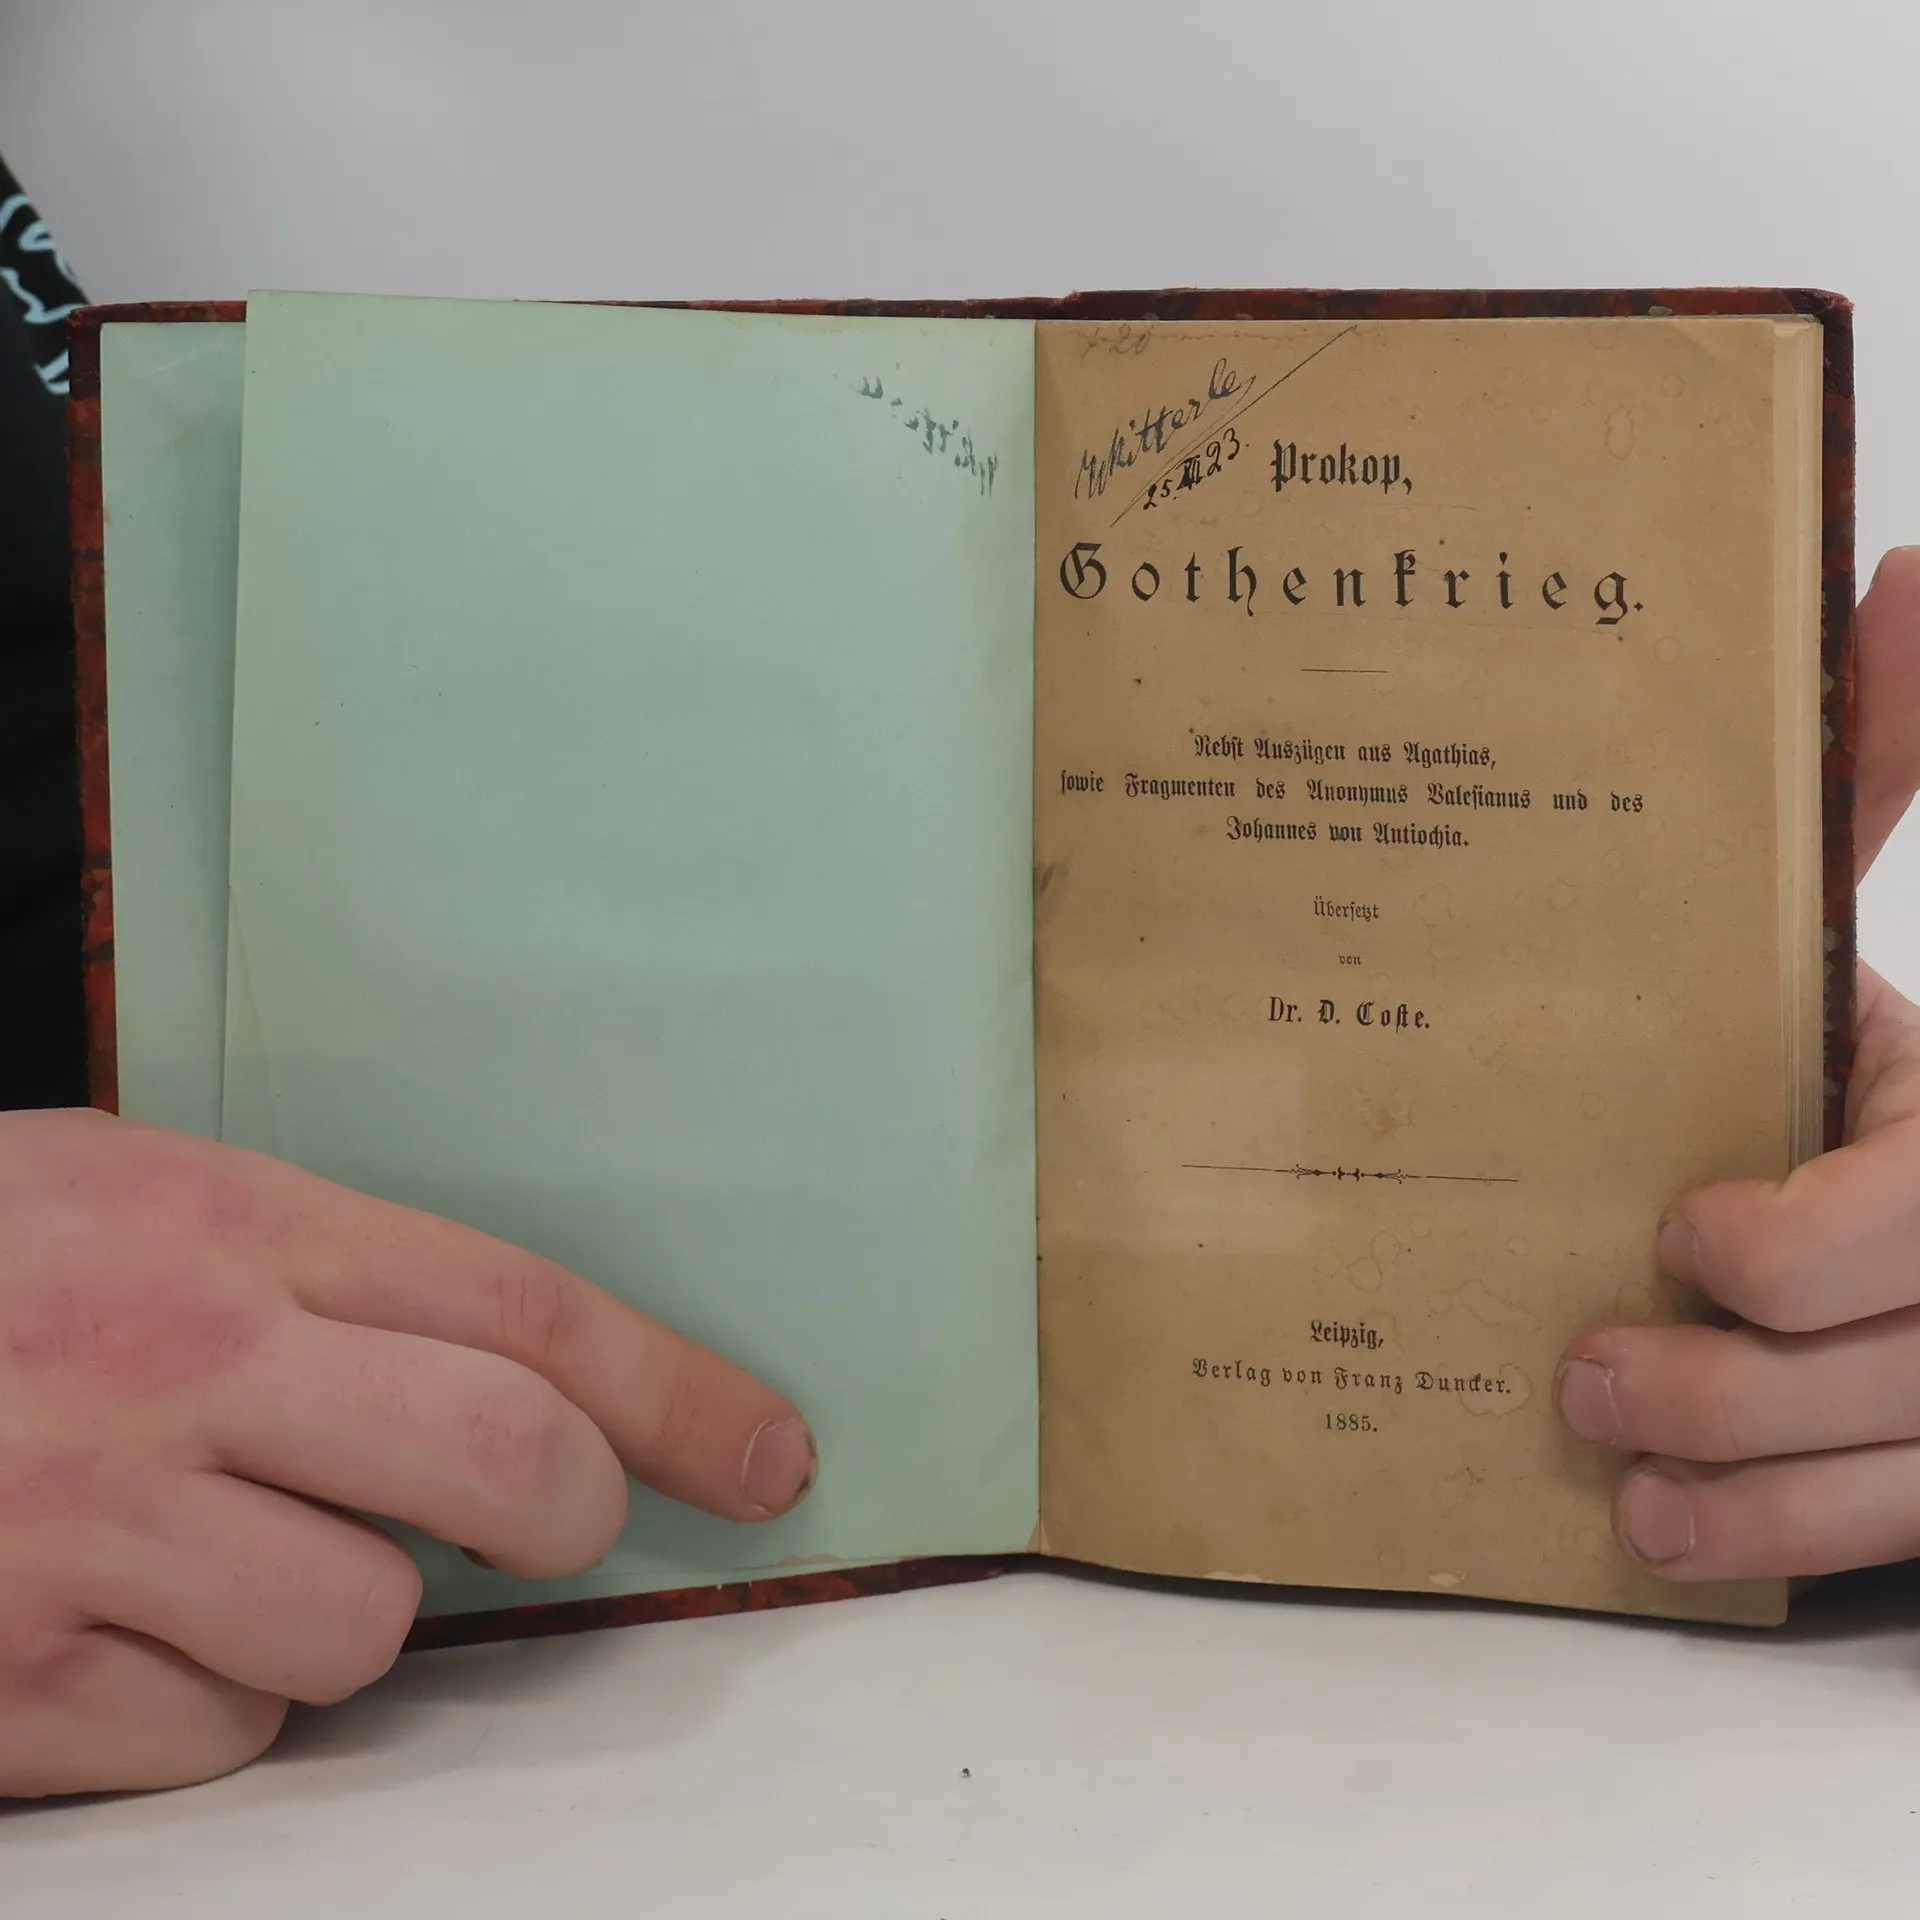 Prokop,
Gothenkrieg.
Nebst Auszügen aus Agathias,
sowie Fragmenten des Anonymus Valesianus und des
Johannes von Antiochia.
Übersetzt
von
Dr. D. Coste.
Leipzig,
Verlag von Franz Duncker.
1885.